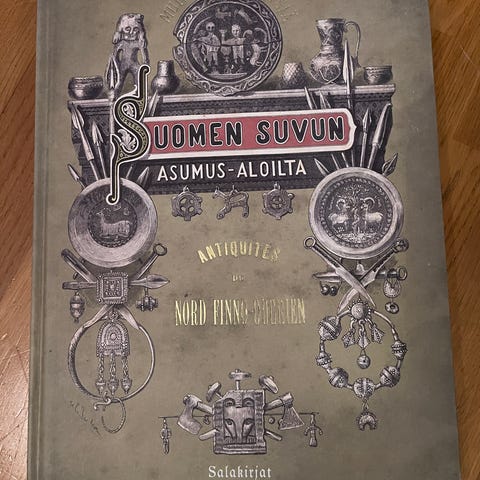 SUOMEN SUVUN
ASUMUS-ALOILTA
ANTIQUITÉS
DU
NORD FINNO-OUGRIEN
Salakirjat